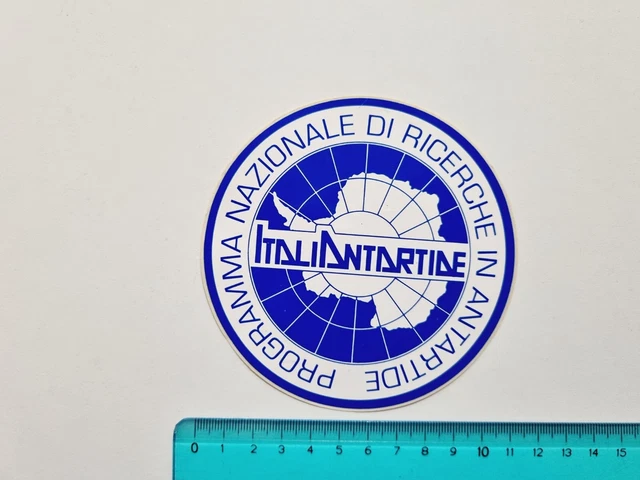 PROGRAMMA NAZIONALE DI RICERCHE IN ANTARTIDE
ITALIANTARTIDE
0 1 2 3 4 5 6 7 8 9 10 11 12 13 14 15